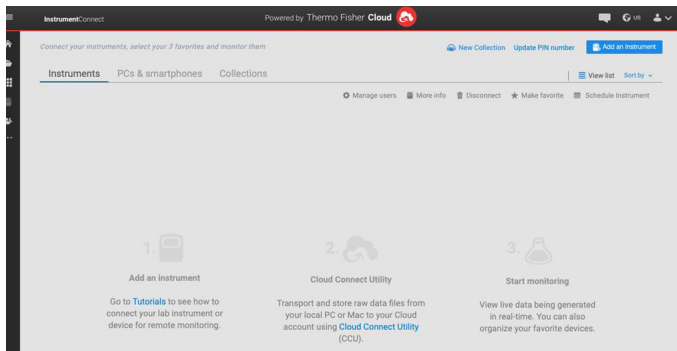 InstrumentConnect
Powered by Thermo Fisher Cloud
US
Connect your instruments, select your 3 favorites and monitor them
New Collection
Update PIN number
Add an Instrument
Instruments
PCs & smartphones
Collections
View list
Sort by
Manage users
More info
Disconnect
Make favorite
Schedule Instrument
1.
Add an instrument
Go to Tutorials to see how to
connect your lab instrument or
device for remote monitoring.
2.
Cloud Connect Utility
Transport and store raw data files from
your local PC or Mac to your Cloud
account using Cloud Connect Utility
(CCU).
3.
Start monitoring
View live data being generated
in real-time. You can also
organize your favorite devices.